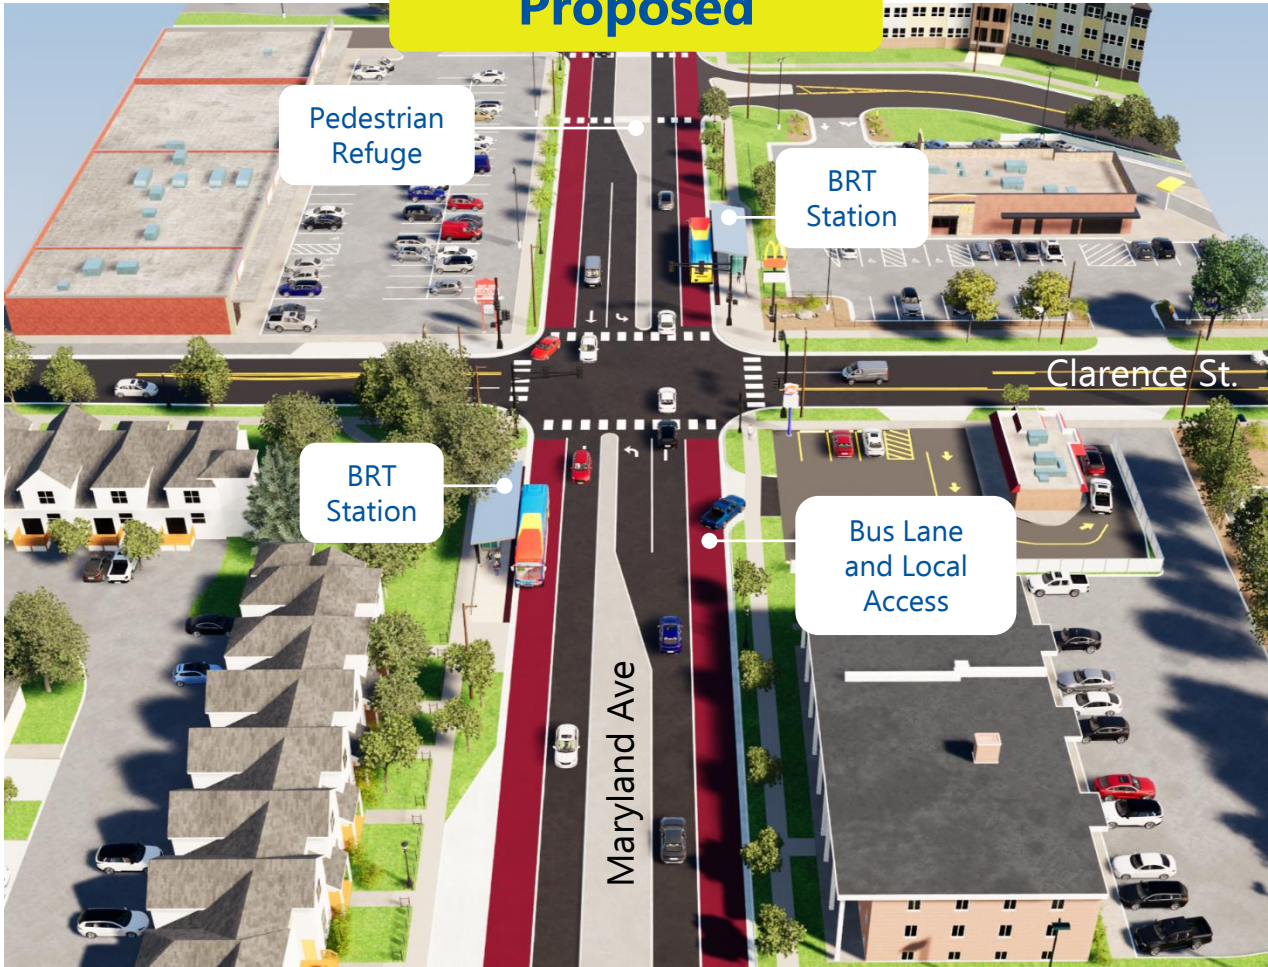 Proposed
Pedestrian
Refuge
BRT
Station
Clarence St.
BRT
Station
Bus Lane
and Local
Access
Maryland Ave